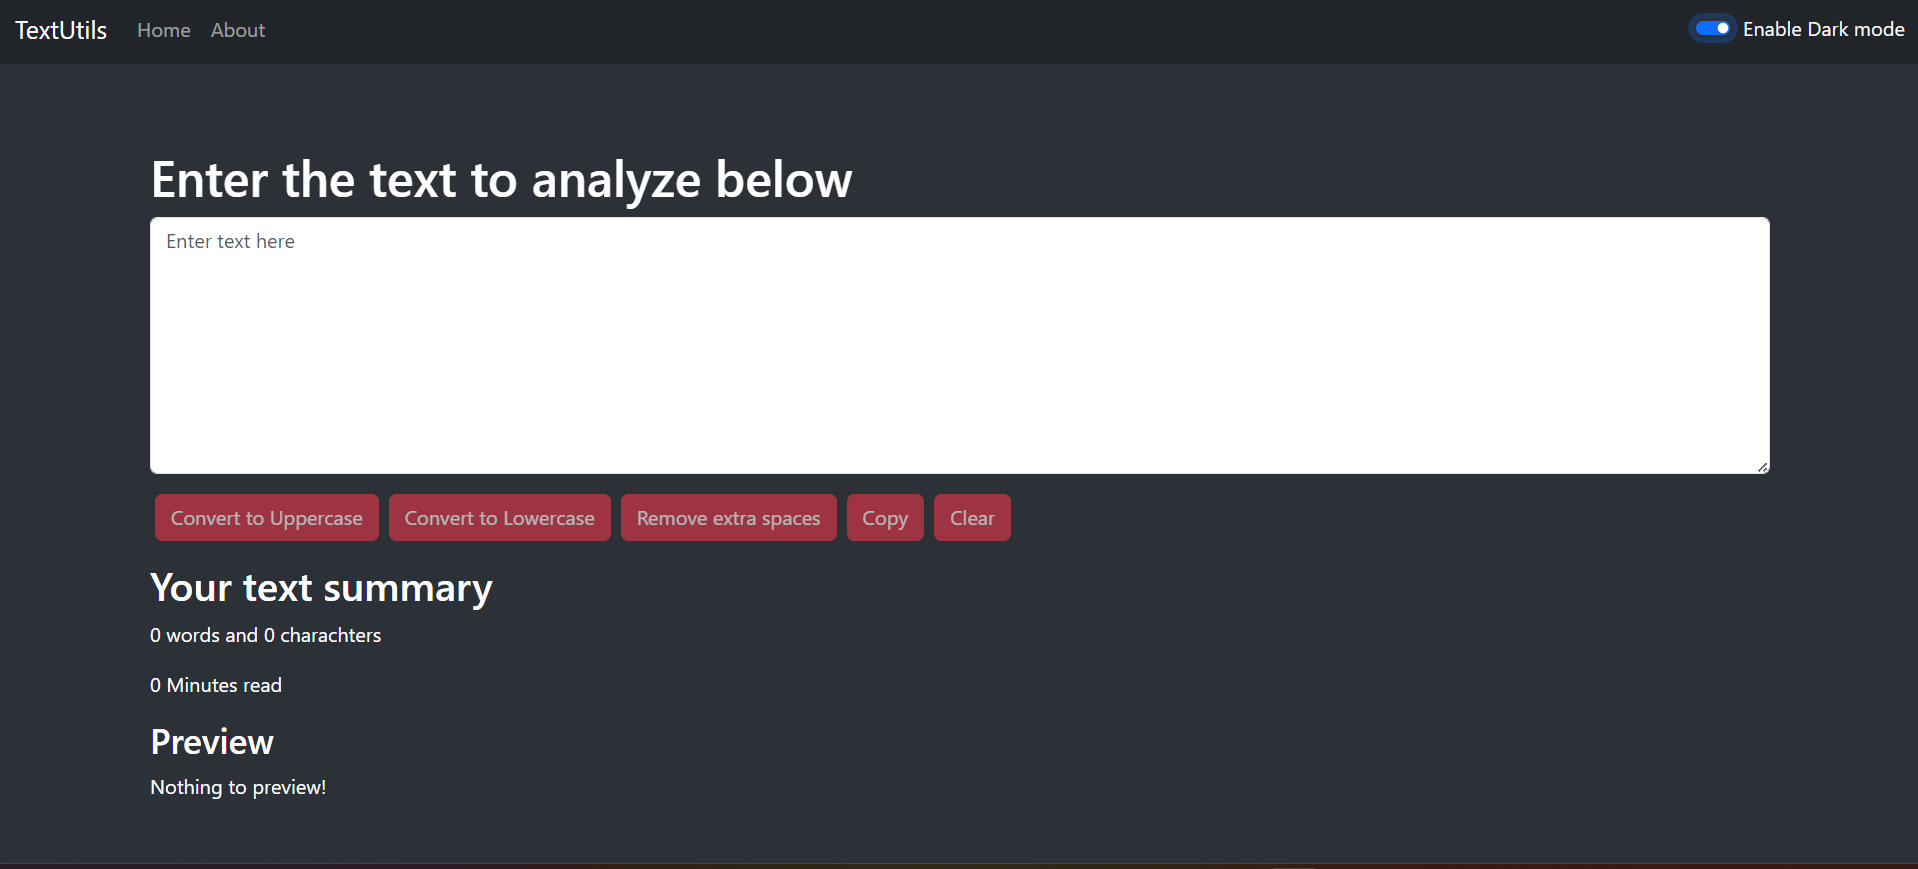 TextUtils Home About Enable Dark mode
Enter the text to analyze below
Enter text here
Convert to Uppercase Convert to Lowercase Remove extra spaces Copy Clear
Your text summary
0 words and 0 charachters
0 Minutes read
Preview
Nothing to preview!